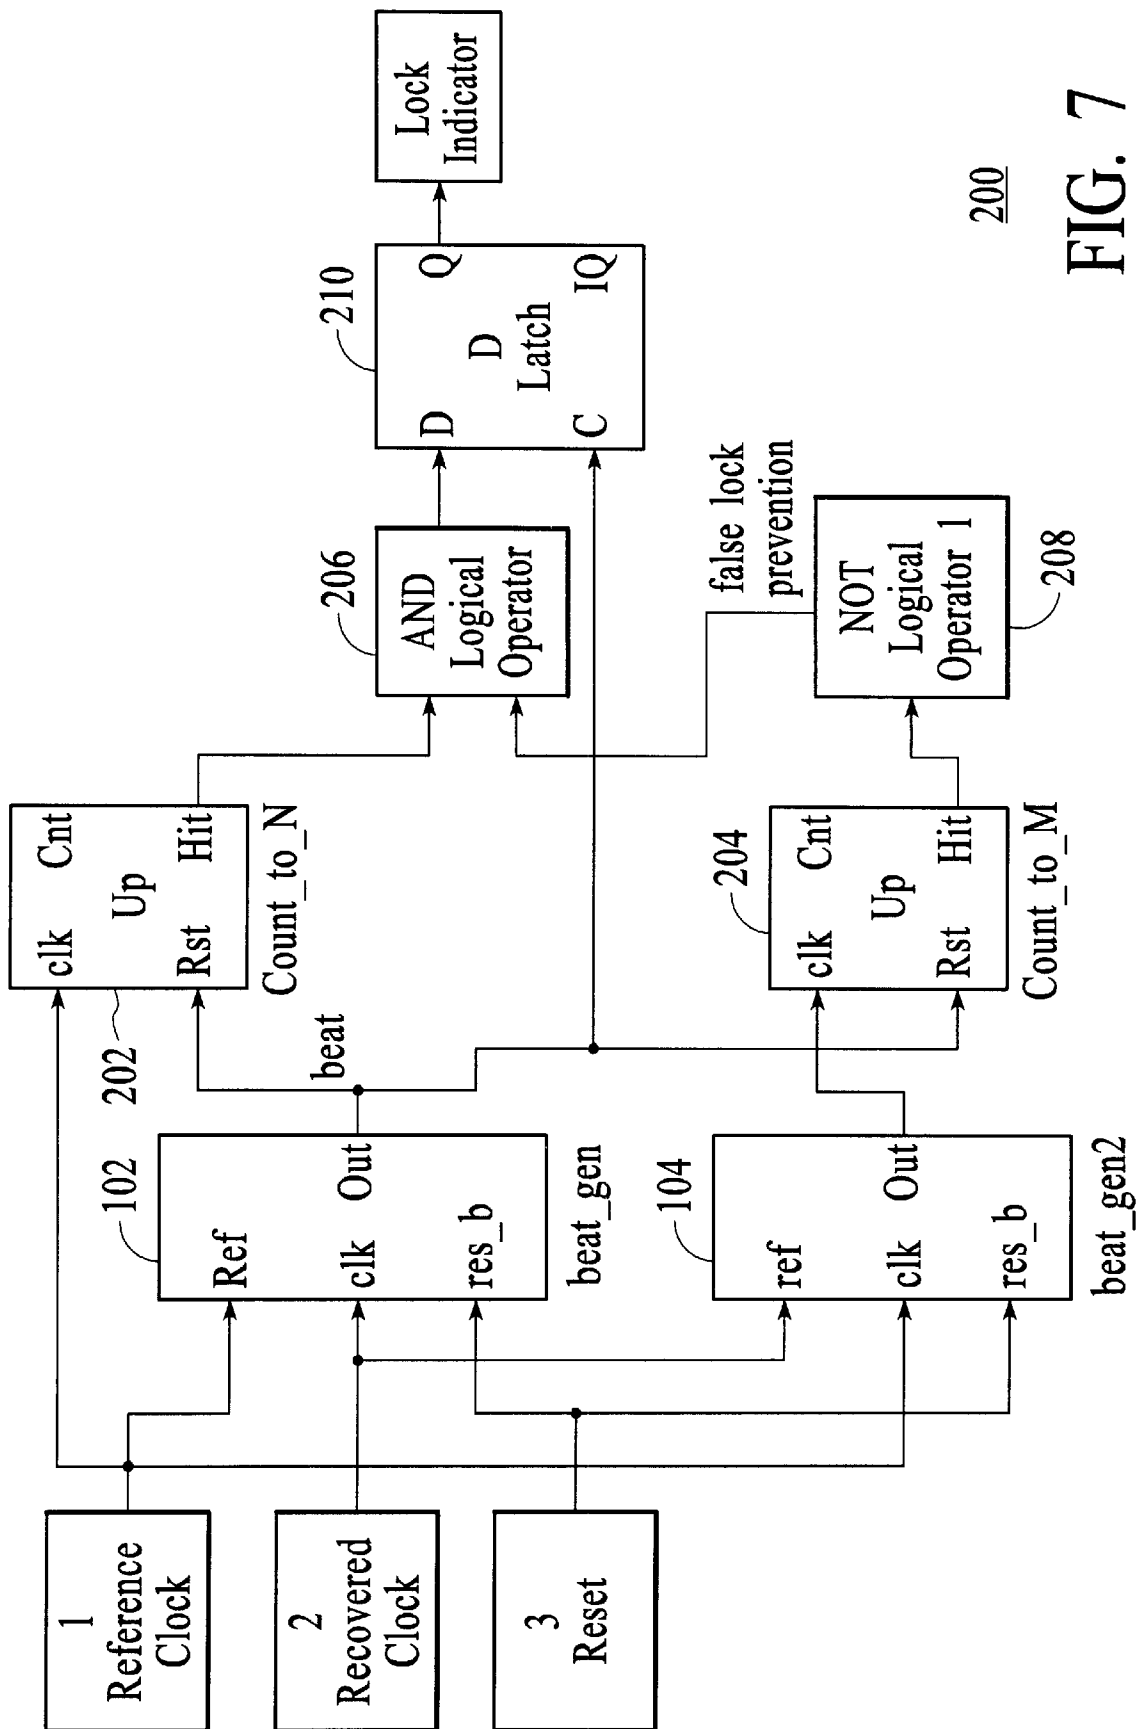 1
Reference
Clock
2
Recovered
Clock
3
Reset
102
Ref
clk
Out
res_b
beat_gen
104
ref
clk
Out
res_b
beat_gen2
beat
202
clk
Cnt
Up
Rst
Hit
Count_to_N
204
clk
Cnt
Up
Rst
Hit
Count_to_M
206
AND
Logical
Operator
false lock
prevention
NOT
Logical
Operator 1
208
210
D
Q
D
Latch
C
IQ
Lock
Indicator
200
FIG. 7